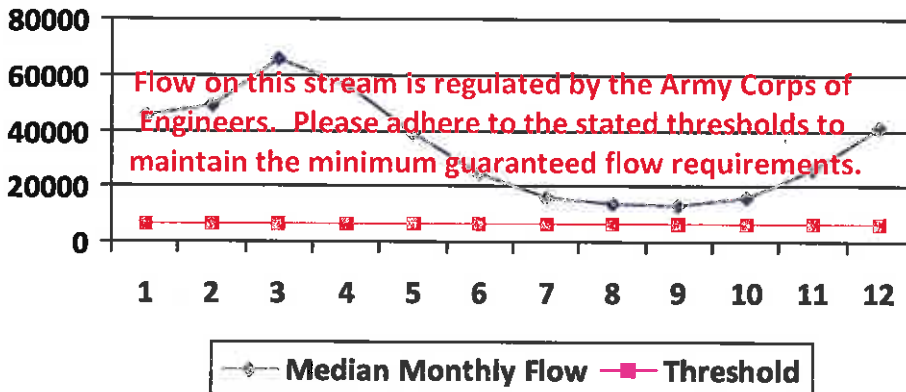 80000
60000
40000
20000
0
Flow on this stream is regulated by the Army Corps of
Engineers. Please adhere to the stated thresholds to
maintain the minimum guaranteed flow requirements.
1 2 3 4 5 6 7 8 9 10 11 12
Median Monthly Flow Threshold